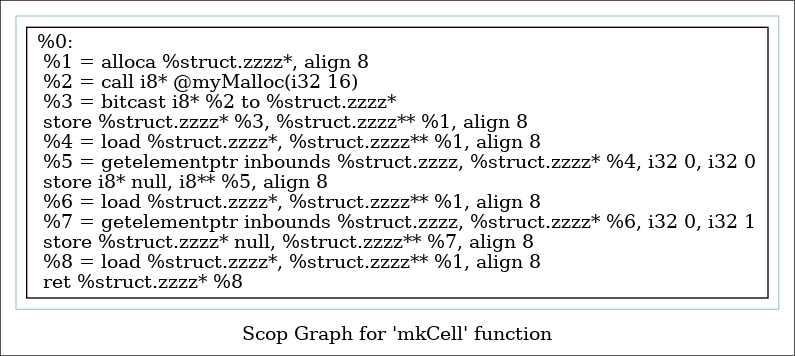 %0:
%1 = alloca %struct.zzzz*, align 8
%2 = call i8* @myMalloc(i32 16)
%3 = bitcast i8* %2 to %struct.zzzz*
store %struct.zzzz* %3, %struct.zzzz** %1, align 8
%4 = load %struct.zzzz*, %struct.zzzz** %1, align 8
%5 = getelementptr inbounds %struct.zzzz, %struct.zzzz* %4, i32 0, i32 0
store i8* null, i8** %5, align 8
%6 = load %struct.zzzz*, %struct.zzzz** %1, align 8
%7 = getelementptr inbounds %struct.zzzz, %struct.zzzz* %6, i32 0, i32 1
store %struct.zzzz* null, %struct.zzzz** %7, align 8
%8 = load %struct.zzzz*, %struct.zzzz** %1, align 8
ret %struct.zzzz* %8
Scop Graph for 'mkCell' function